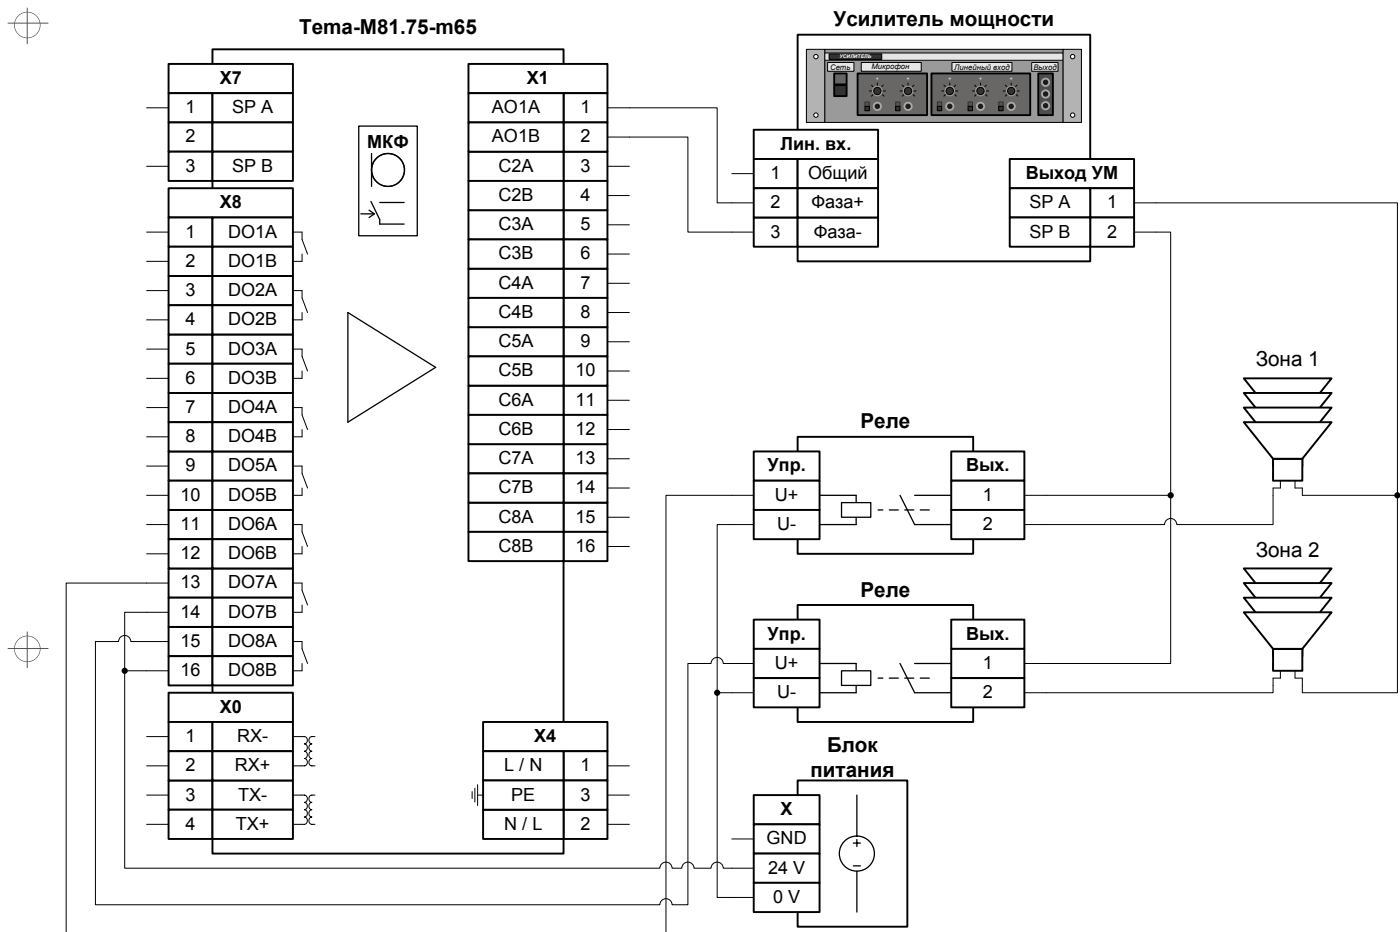 Tema-M81.75-m65
Усилитель мощности
Усилитель
Сеть Микрофон Линейный вход Выход
X7
1 SP A
2
3 SP B
X8
1 DO1A
2 DO1B
3 DO2A
4 DO2B
5 DO3A
6 DO3B
7 DO4A
8 DO4B
9 DO5A
10 DO5B
11 DO6A
12 DO6B
13 DO7A
14 DO7B
15 DO8A
16 DO8B
X0
1 RX-
2 RX+
3 TX-
4 TX+
МКФ
X1
AO1A 1
AO1B 2
C2A 3
C2B 4
C3A 5
C3B 6
C4A 7
C4B 8
C5A 9
C5B 10
C6A 11
C6B 12
C7A 13
C7B 14
C8A 15
C8B 16
X4
L / N 1
PE 3
N / L 2
Лин. вх.
1 Общий
2 Фаза+
3 Фаза-
Выход УМ
SP A 1
SP B 2
Реле
Упр. Вых.
U+ 1
U- 2
Реле
Упр. Вых.
U+ 1
U- 2
Зона 1
Зона 2
Блок
питания
X
GND
24 V
0 V
+
−